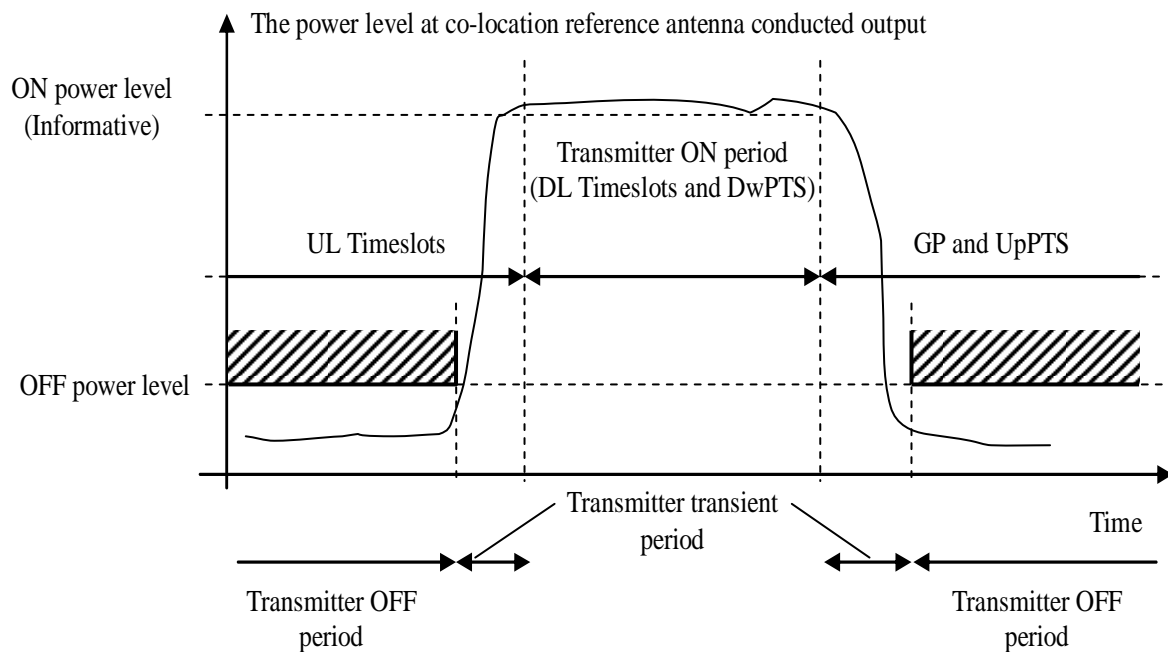 The power level at co-location reference antenna conducted output
ON power level
(Informative)
Transmitter ON period
(DL Timeslots and DwPTS)
UL Timeslots
GP and UpPTS
OFF power level
Transmitter transient
period
Time
Transmitter OFF
period
Transmitter OFF
period